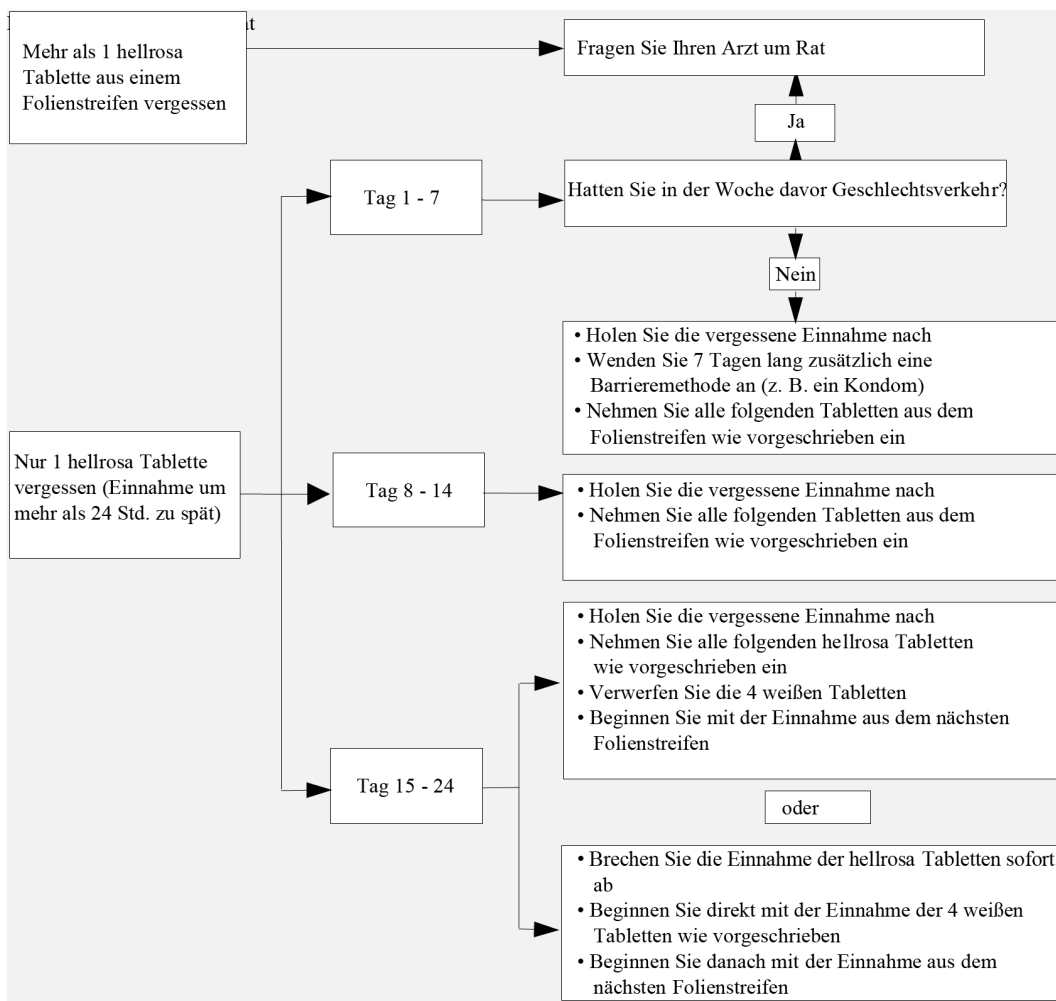 Mehr als 1 hellrosa
Tablette aus einem
Folienstreifen vergessen
Fragen Sie Ihren Arzt um Rat
Ja
Tag 1 - 7
Hatten Sie in der Woche davor Geschlechtsverkehr?
Nein
• Holen Sie die vergessene Einnahme nach
• Wenden Sie 7 Tagen lang zusätzlich eine
Barrieremethode an (z. B. ein Kondom)
• Nehmen Sie alle folgenden Tabletten aus dem
Folienstreifen wie vorgeschrieben ein
Nur 1 hellrosa Tablette
vergessen (Einnahme um
mehr als 24 Std. zu spät)
Tag 8 - 14
• Holen Sie die vergessene Einnahme nach
• Nehmen Sie alle folgenden Tabletten aus dem
Folienstreifen wie vorgeschrieben ein
• Holen Sie die vergessene Einnahme nach
• Nehmen Sie alle folgenden hellrosa Tabletten
wie vorgeschrieben ein
• Verwerfen Sie die 4 weißen Tabletten
• Beginnen Sie mit der Einnahme aus dem nächsten
Folienstreifen
Tag 15 - 24
oder
• Brechen Sie die Einnahme der hellrosa Tabletten sofort
ab
• Beginnen Sie direkt mit der Einnahme der 4 weißen
Tabletten wie vorgeschrieben
• Beginnen Sie danach mit der Einnahme aus dem
nächsten Folienstreifen